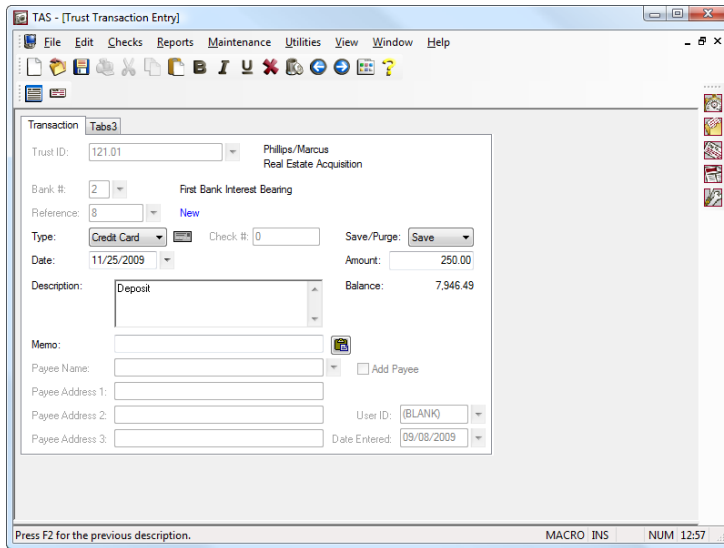 TAS - [Trust Transaction Entry]
File Edit Checks Reports Maintenance Utilities View Window Help
B I U
Transaction Tabs3
Trust ID: 121.01 Phillips/Marcus
Real Estate Acquisition
Bank #: 2 First Bank Interest Bearing
Reference: 8 New
Type: Credit Card Check #: 0 Save/Purge: Save
Date: 11/25/2009 Amount: 250.00
Description: Deposit Balance: 7,946.49
Memo:
Payee Name: Add Payee
Payee Address 1:
Payee Address 2: User ID: (BLANK)
Payee Address 3: Date Entered: 09/08/2009
Press F2 for the previous description. MACRO INS NUM 12:57